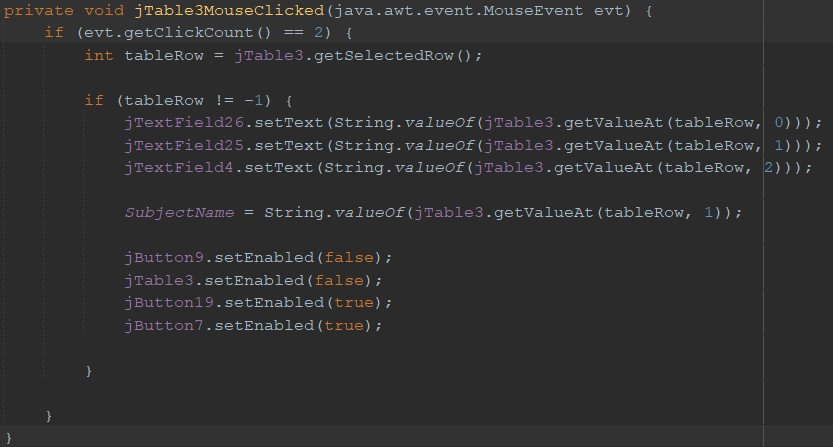 private void jTable3MouseClicked(java.awt.event.MouseEvent evt) {
if (evt.getClickCount() == 2) {
int tableRow = jTable3.getSelectedRow();
if (tableRow != -1) {
jTextField26.setText(String.valueOf(jTable3.getValueAt(tableRow, 0)));
jTextField25.setText(String.valueOf(jTable3.getValueAt(tableRow, 1)));
jTextField4.setText(String.valueOf(jTable3.getValueAt(tableRow, 2)));
SubjectName = String.valueOf(jTable3.getValueAt(tableRow, 1));
jButton9.setEnabled(false);
jTable3.setEnabled(false);
jButton19.setEnabled(true);
jButton7.setEnabled(true);
}
}
}